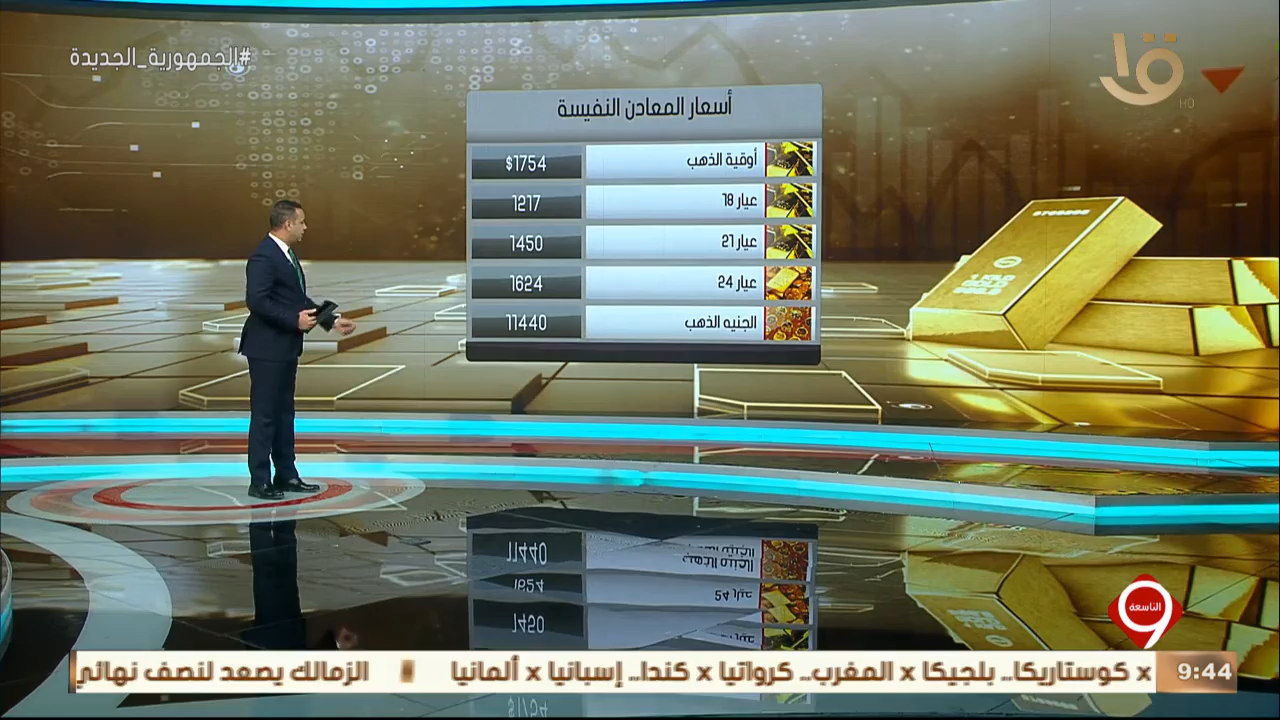 #الجمهورية_الجديدة
HD
أسعار المعادن النفيسة
أوقية الذهب $1754
عيار 18 1217
عيار 21 1450
عيار 24 1624
الجنيه الذهب 11440
التاسعة
9
9:44
x كوستاريكا.. بلجيكا x المغرب.. كرواتيا x كندا.. إسبانيا x ألمانيا
الزمالك يصعد لنصف نهائي